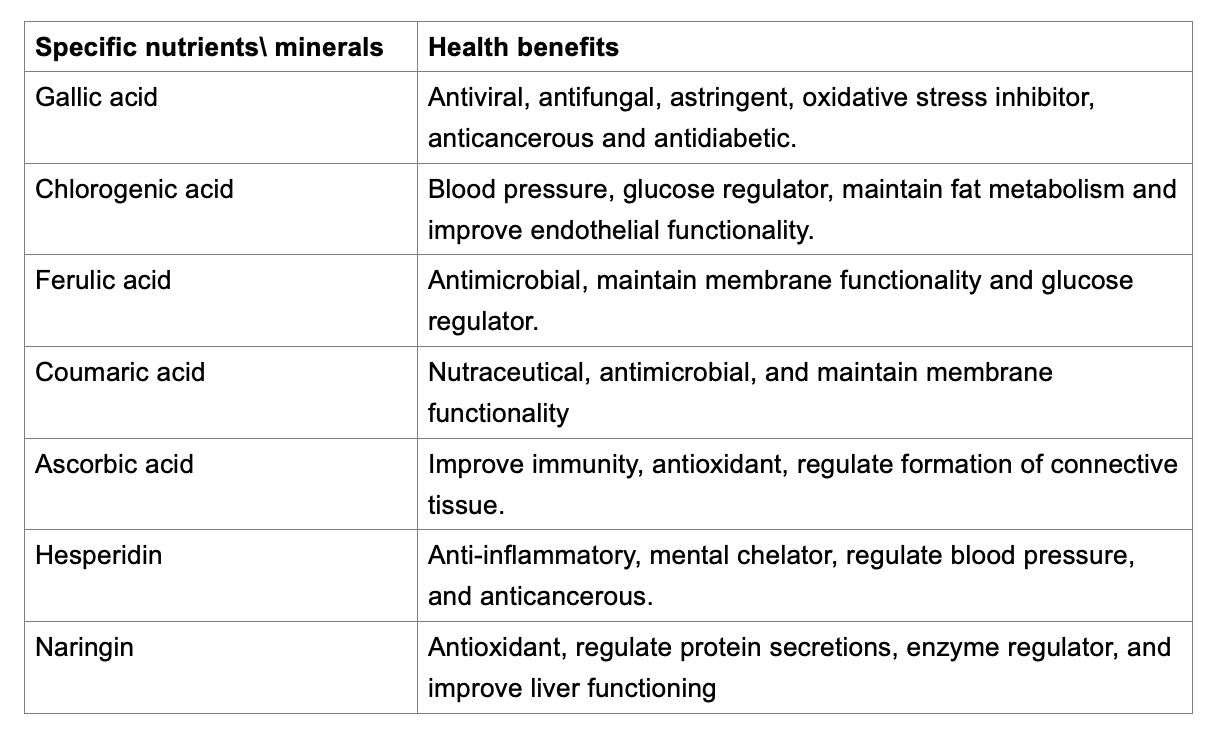 Specific nutrients\ minerals
Health benefits
Gallic acid
Antiviral, antifungal, astringent, oxidative stress inhibitor,
anticancerous and antidiabetic.
Chlorogenic acid
Blood pressure, glucose regulator, maintain fat metabolism and
improve endothelial functionality.
Ferulic acid
Antimicrobial, maintain membrane functionality and glucose
regulator.
Coumaric acid
Nutraceutical, antimicrobial, and maintain membrane
functionality
Ascorbic acid
Improve immunity, antioxidant, regulate formation of connective
tissue.
Hesperidin
Anti-inflammatory, mental chelator, regulate blood pressure,
and anticancerous.
Naringin
Antioxidant, regulate protein secretions, enzyme regulator, and
improve liver functioning